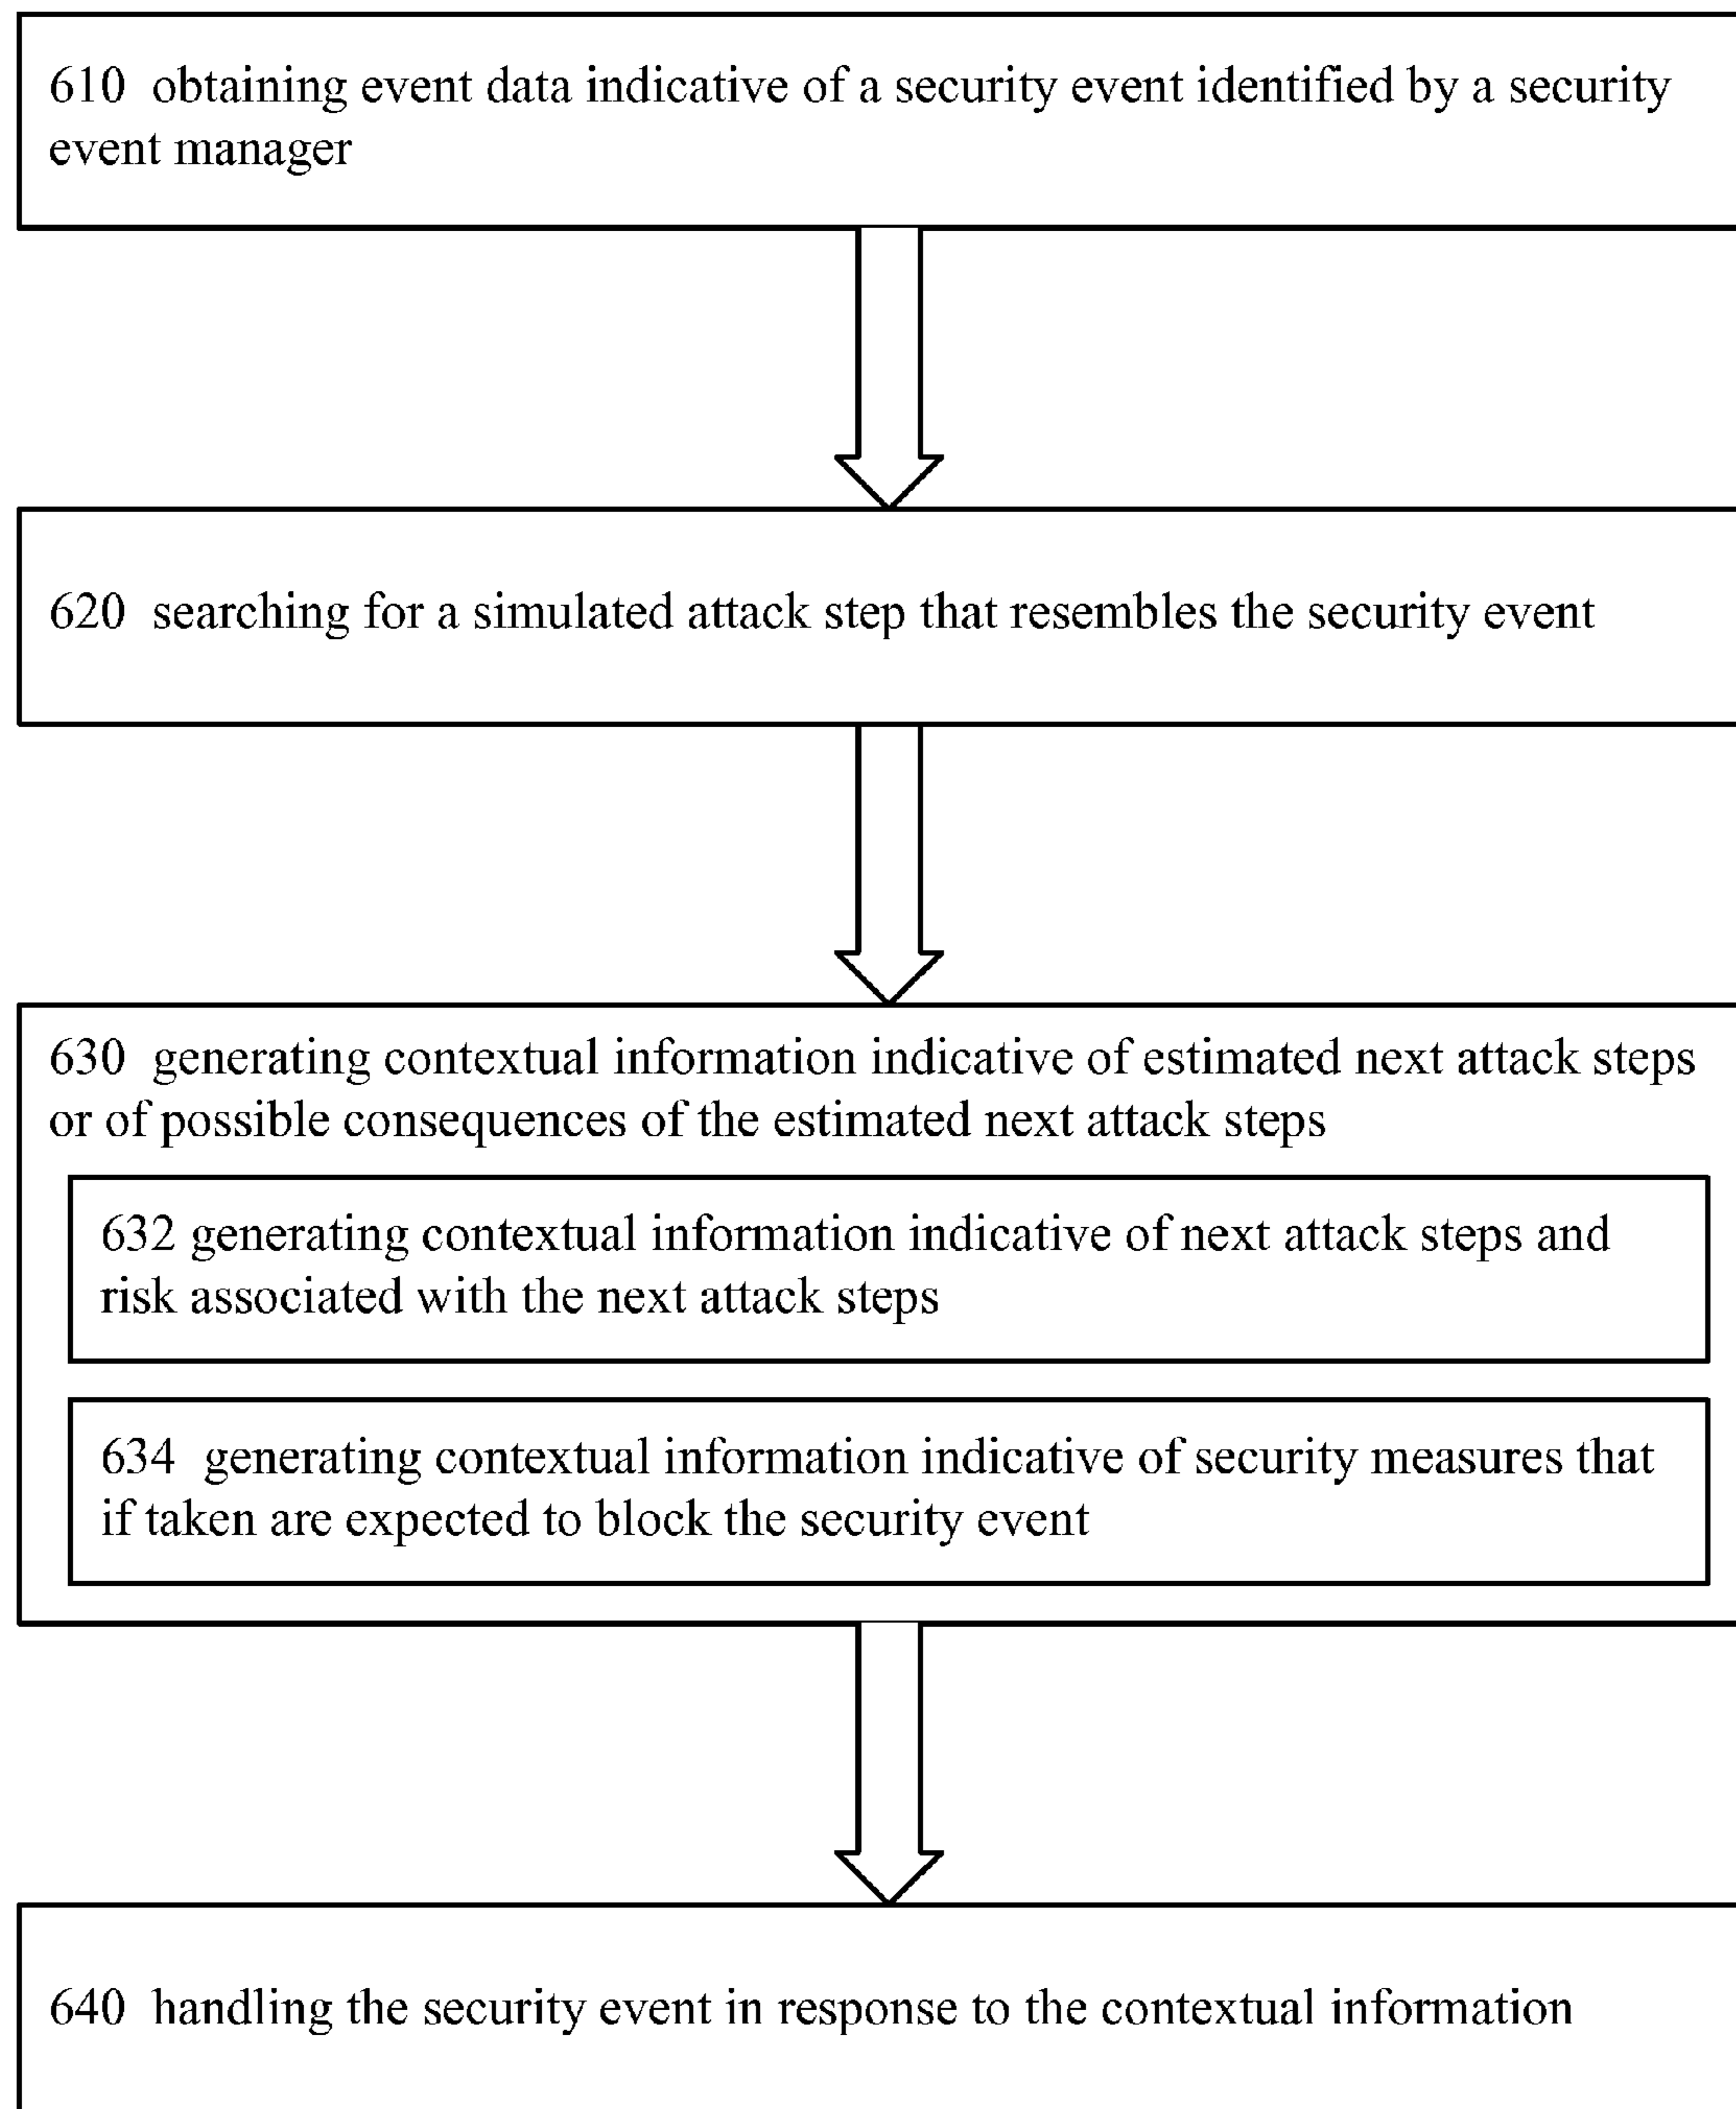 610 obtaining event data indicative of a security event identified by a security
event manager
620 searching for a simulated attack step that resembles the security event
630 generating contextual information indicative of estimated next attack steps
or of possible consequences of the estimated next attack steps
632 generating contextual information indicative of next attack steps and
risk associated with the next attack steps
634 generating contextual information indicative of security measures that
if taken are expected to block the security event
640 handling the security event in response to the contextual information